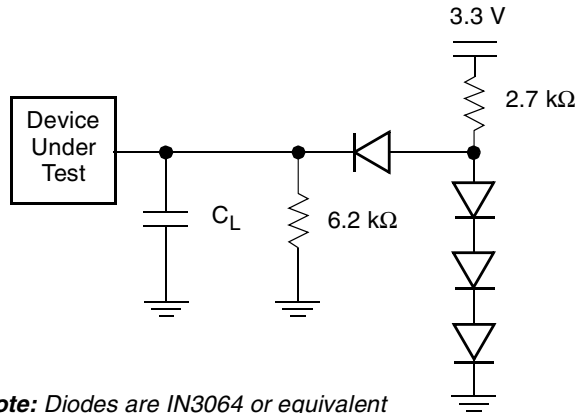 3.3 V
2.7 kΩ
Device
Under
Test
C_L
6.2 kΩ
ote: Diodes are IN3064 or equivalent